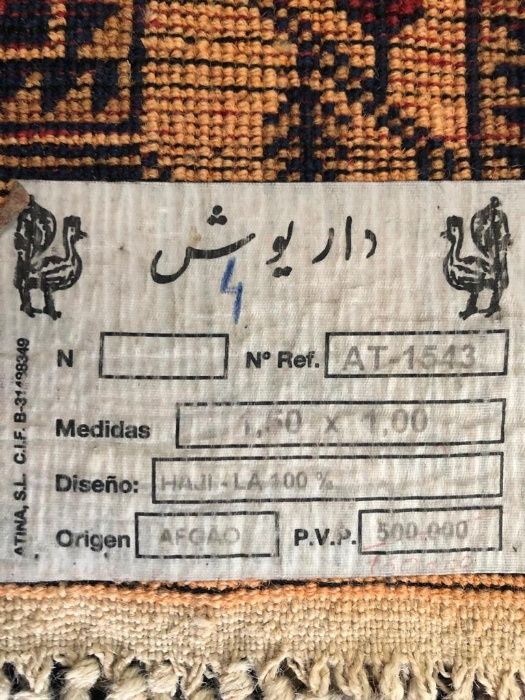 داریوش
4
N
Nº Ref. AT-1543
Medidas 1,50 x 1.00
Diseño: HAJI - LA 100 %
Origen AFGAO P.V.P. 500.000
ATINA, S.L. C.I.F. B-31488349